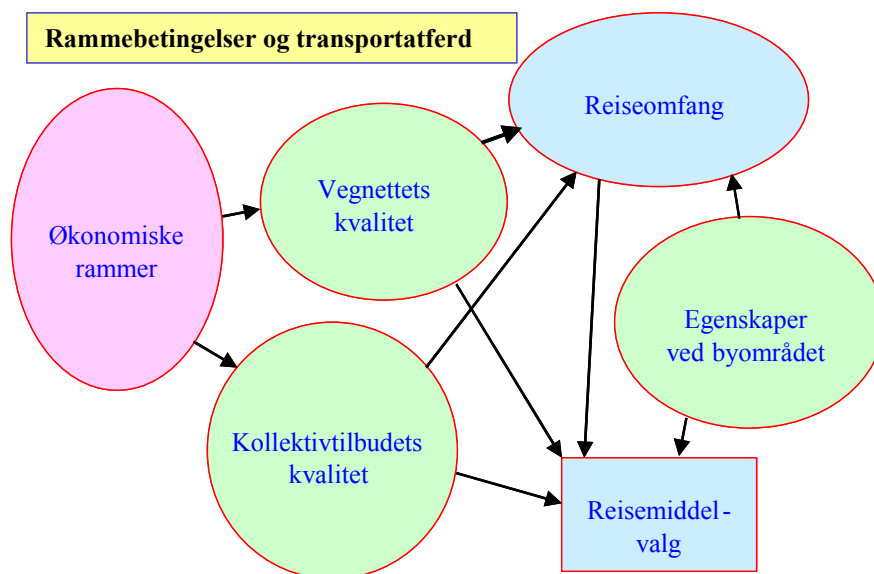 Rammebetingelser og transportatferd
Reiseomfang
Vegnettets
kvalitet
Økonomiske
rammer
Egenskaper
ved byområdet
Kollektivtilbudets
kvalitet
Reisemiddel-
valg